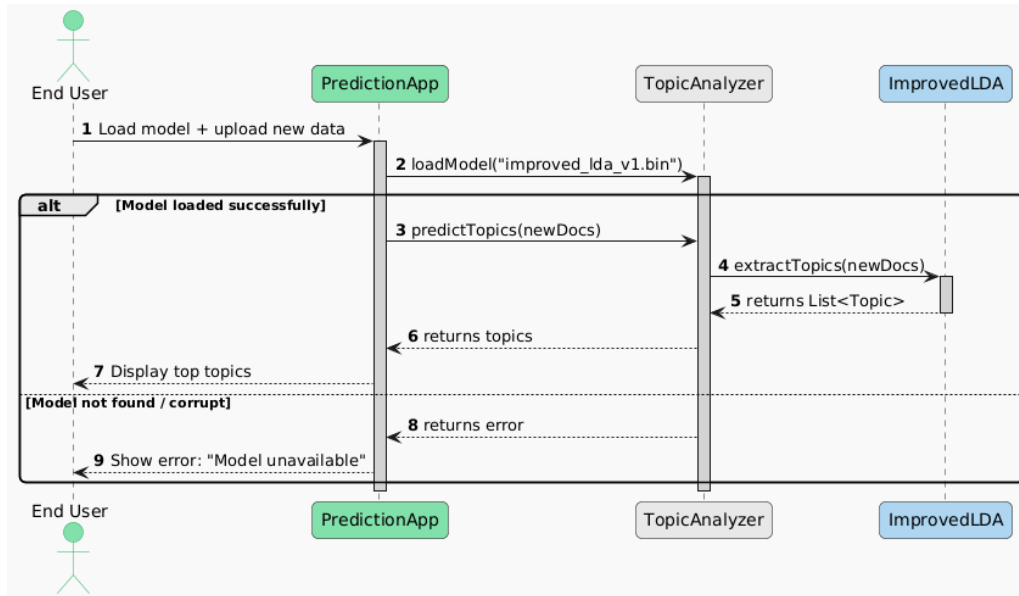 End User
PredictionApp
TopicAnalyzer
ImprovedLDA
1 Load model + upload new data
2 loadModel("improved_lda_v1.bin")
alt [Model loaded successfully]
3 predictTopics(newDocs)
4 extractTopics(newDocs)
5 returns List<Topic>
6 returns topics
7 Display top topics
[Model not found / corrupt]
8 returns error
9 Show error: "Model unavailable"
End User
PredictionApp
TopicAnalyzer
ImprovedLDA